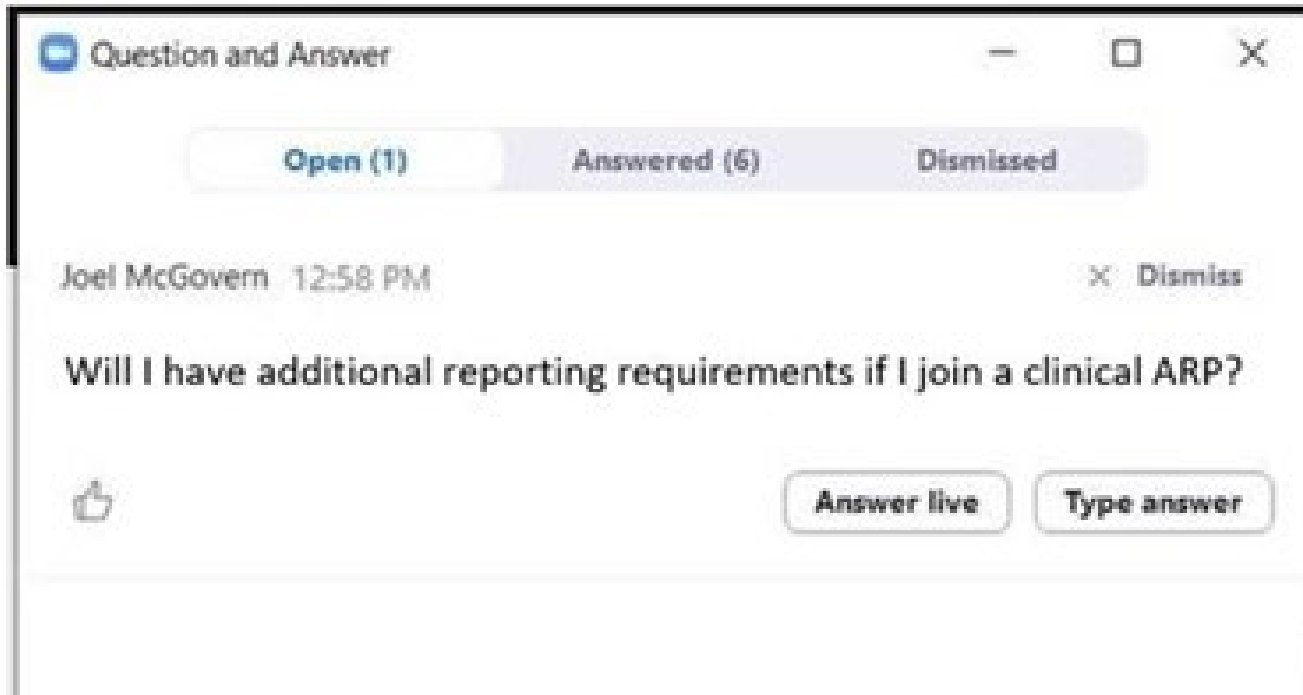 Question and Answer
Open (1) Answered (6) Dismissed
Joel McGovern 12:58 PM × Dismiss
Will I have additional reporting requirements if I join a clinical ARP?
Answer live Type answer